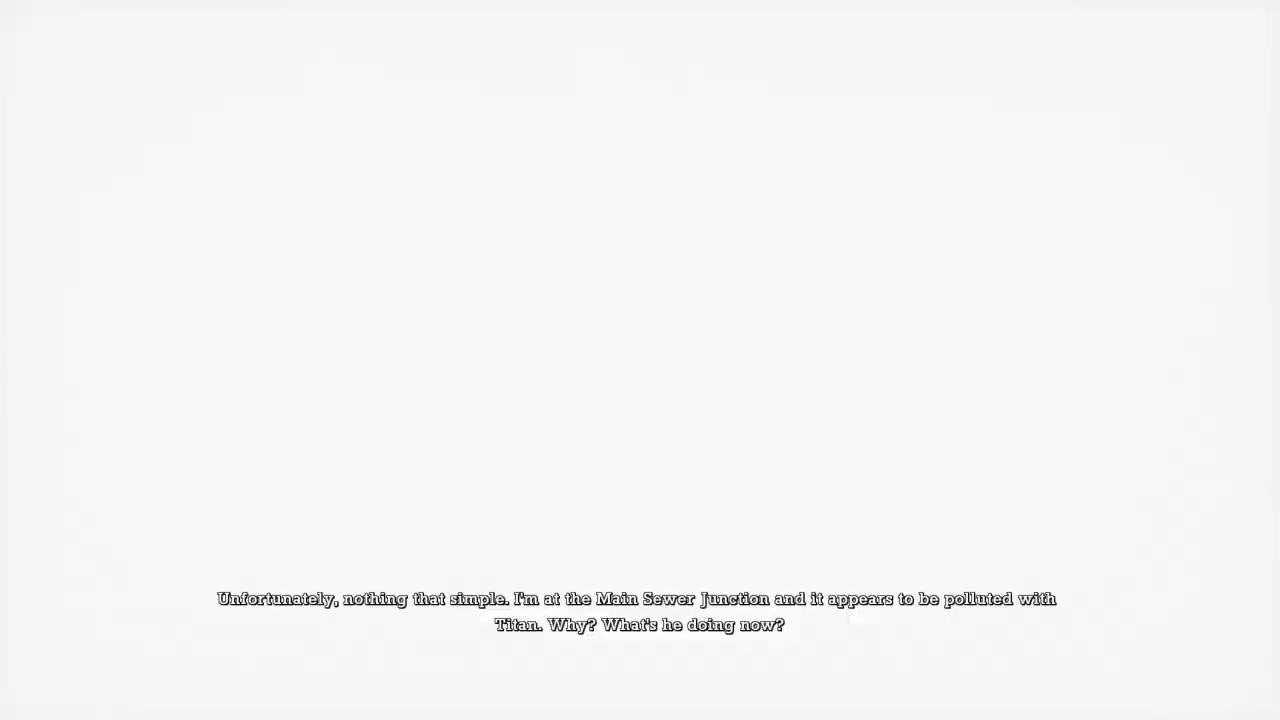 Unfortunately, nothing that simple. I'm at the Main Sewer Junction and it appears to be polluted with
Titan. Why? What's he doing now?